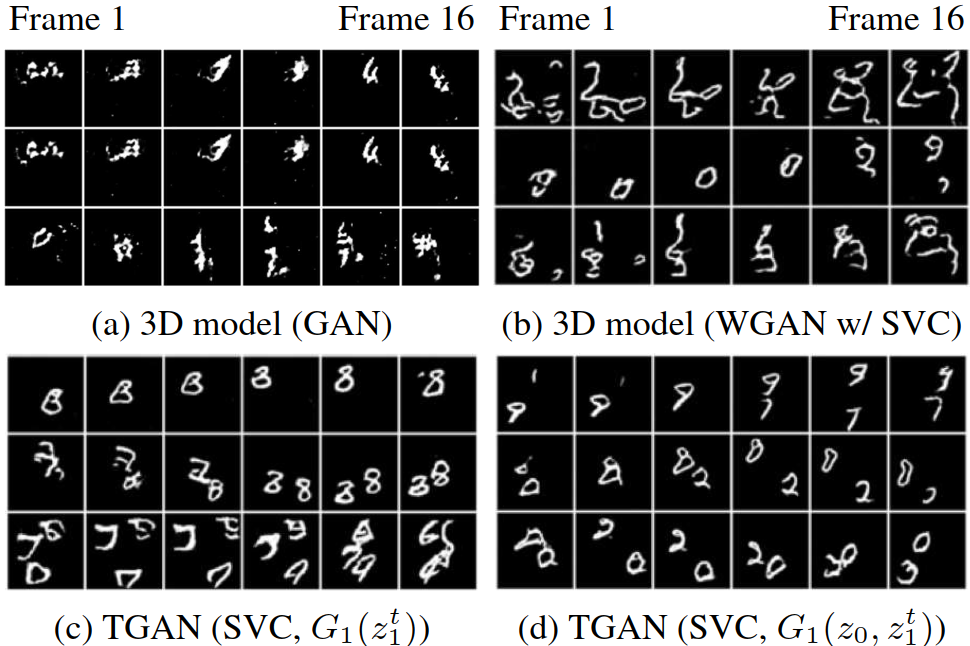 Frame 1 Frame 16 Frame 1 Frame 16
(a) 3D model (GAN) (b) 3D model (WGAN w/ SVC)
(c) TGAN (SVC, $G_1(z_1^t)$) (d) TGAN (SVC, $G_1(z_0, z_1^t)$)